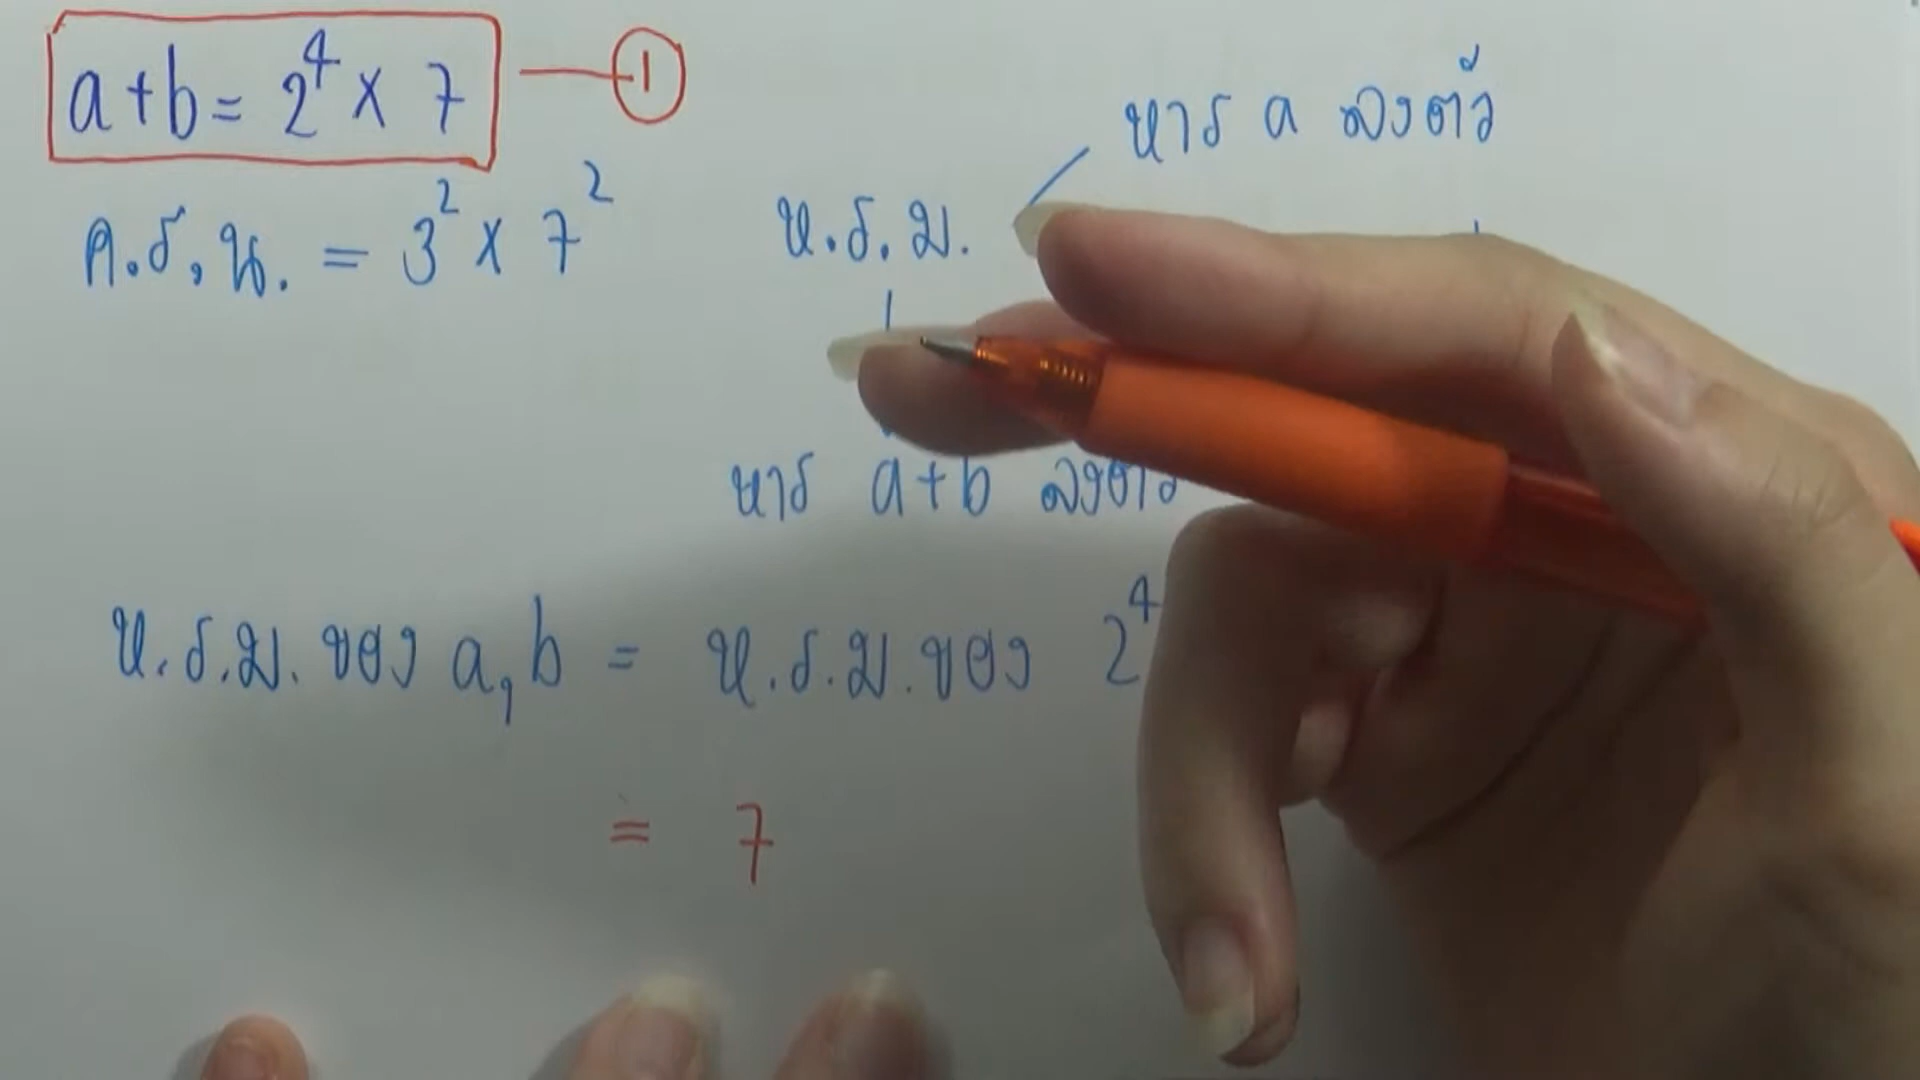 a+b = 2⁴ × 7 — ①
ค.ร.น. = 3² × 7²
หาร a ลงตัว
ห.ร.ม.
หาร a+b ลงตัว
ห.ร.ม. ของ a, b = ห.ร.ม. ของ 2⁴
= 7